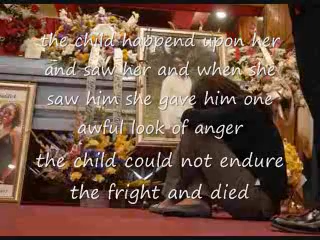 the child happend upon her
and saw her and when she
saw him she gave him one
awful look of anger
the child could not endure
the fright and died